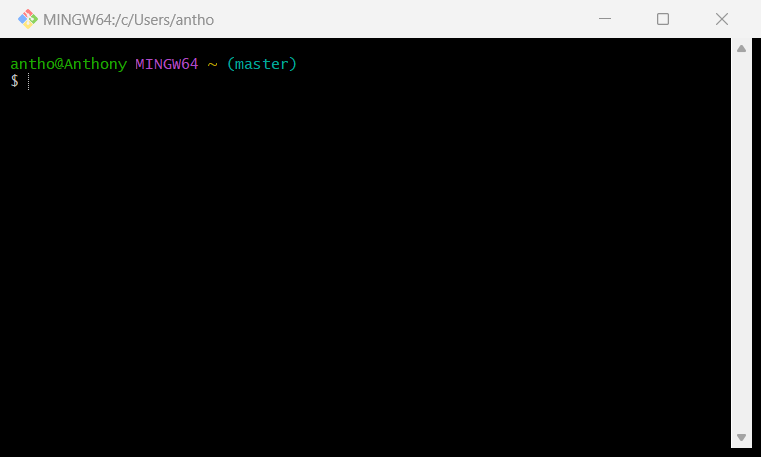 MINGW64:/c/Users/antho
antho@Anthony MINGW64 ~ (master)
$